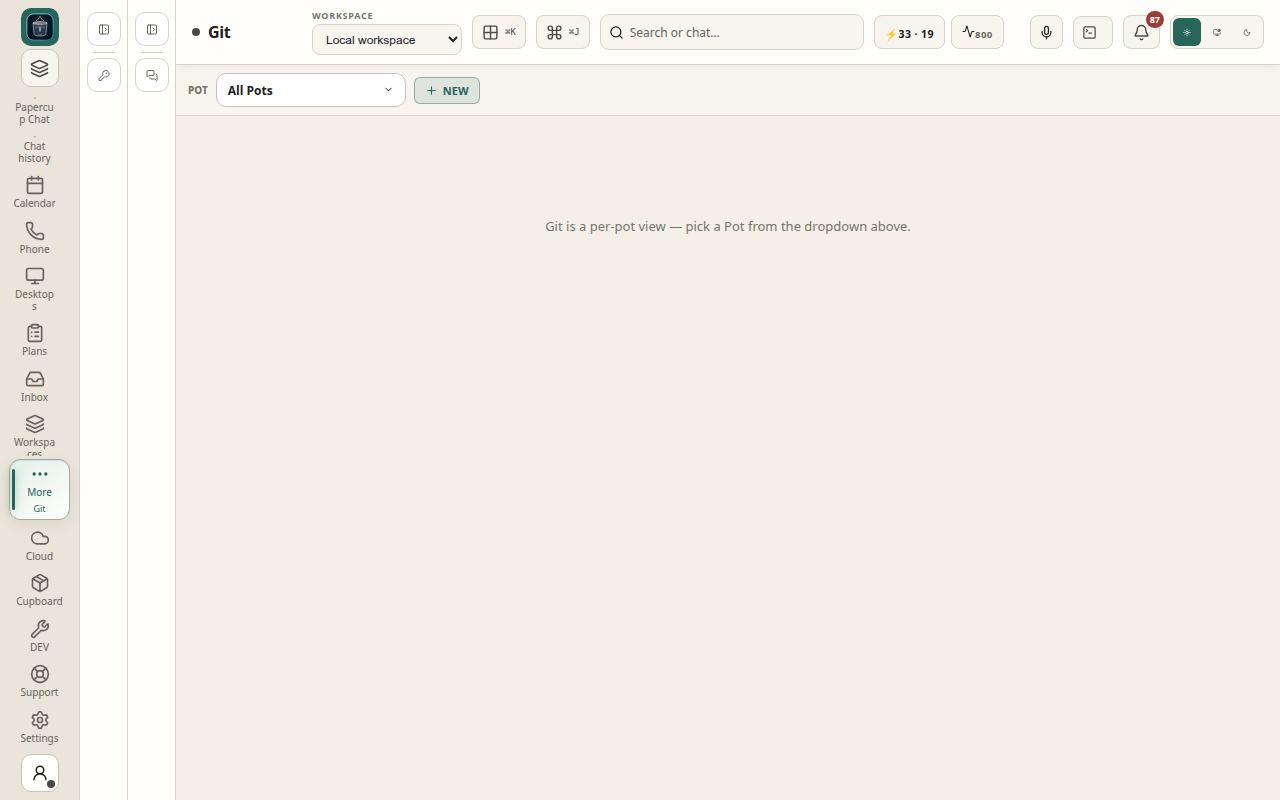 Papercu
p Chat
Chat
history
Calendar
Phone
Desktop
s
Plans
Inbox
Workspa
ces
More
Git
Cloud
Cupboard
DEV
Support
Settings
Git
WORKSPACE
Local workspace
⌘K
⌘J
Search or chat…
⚡33 · 19
800
87
POT
All Pots
NEW
Git is a per-pot view — pick a Pot from the dropdown above.